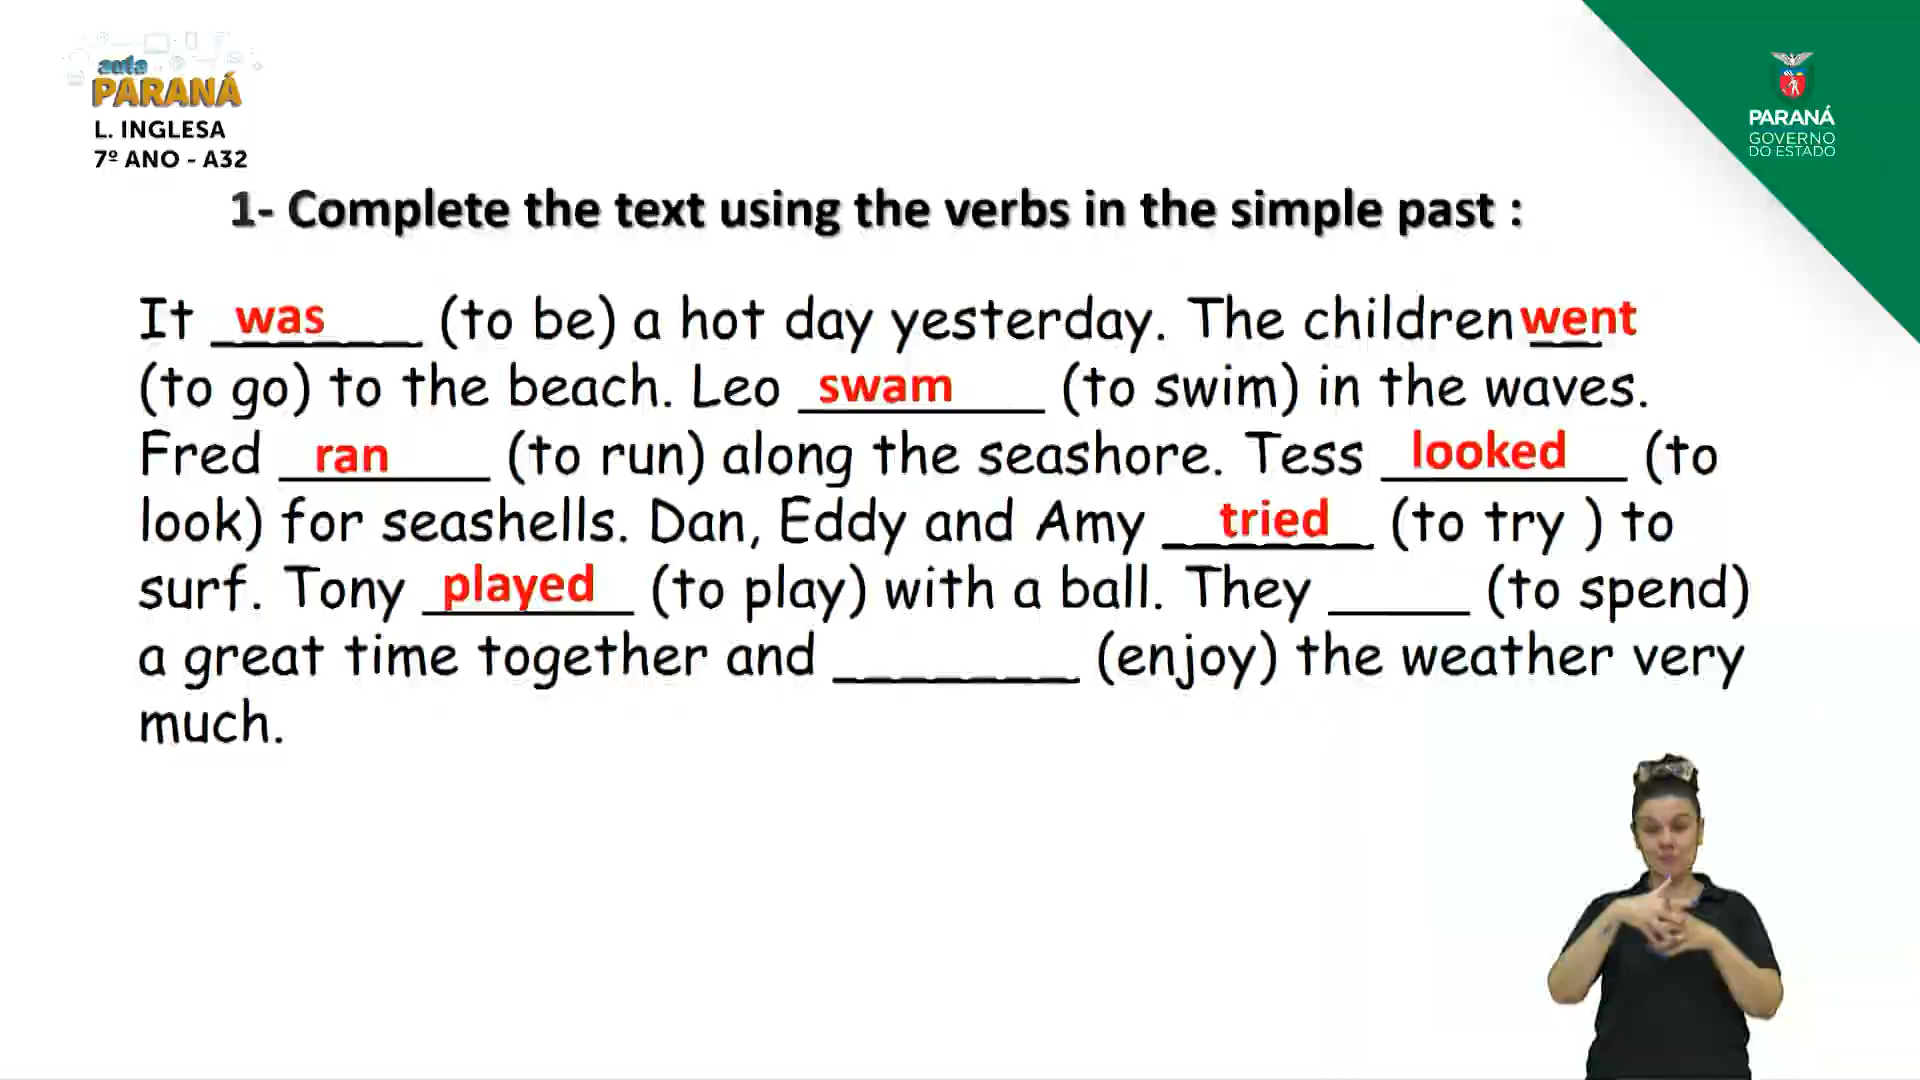 aula
PARANÁ
L. INGLESA
7º ANO - A32
PARANÁ
GOVERNO
DO ESTADO
1- Complete the text using the verbs in the simple past :
It was (to be) a hot day yesterday. The children went
(to go) to the beach. Leo swam (to swim) in the waves.
Fred ran (to run) along the seashore. Tess looked (to
look) for seashells. Dan, Eddy and Amy tried (to try ) to
surf. Tony played (to play) with a ball. They _____ (to spend)
a great time together and _______ (enjoy) the weather very
much.